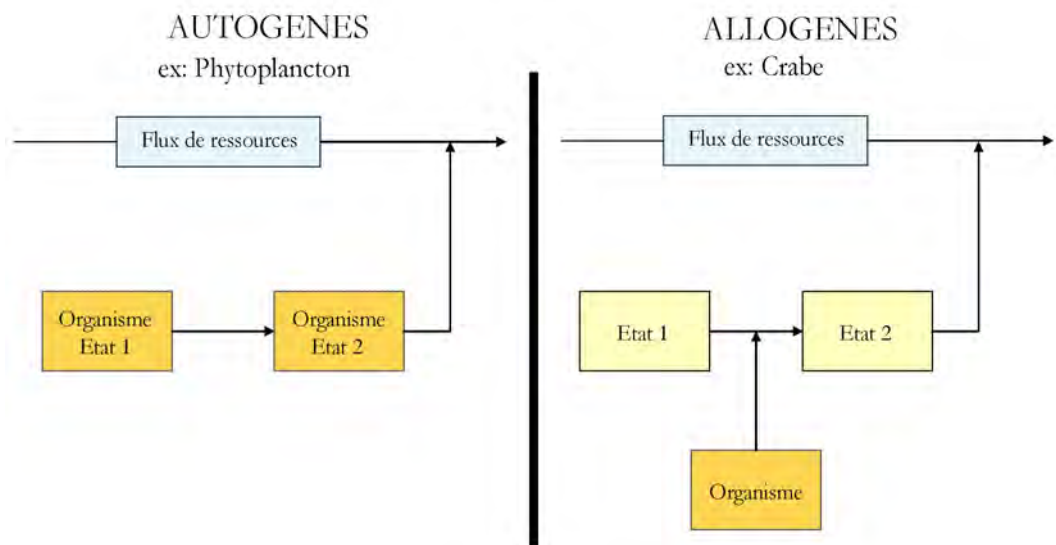 AUTOGENES
ex: Phytoplancton
Flux de ressources
Organisme
Etat 1
Organisme
Etat 2
ALLOGENES
ex: Crabe
Flux de ressources
Etat 1
Etat 2
Organisme